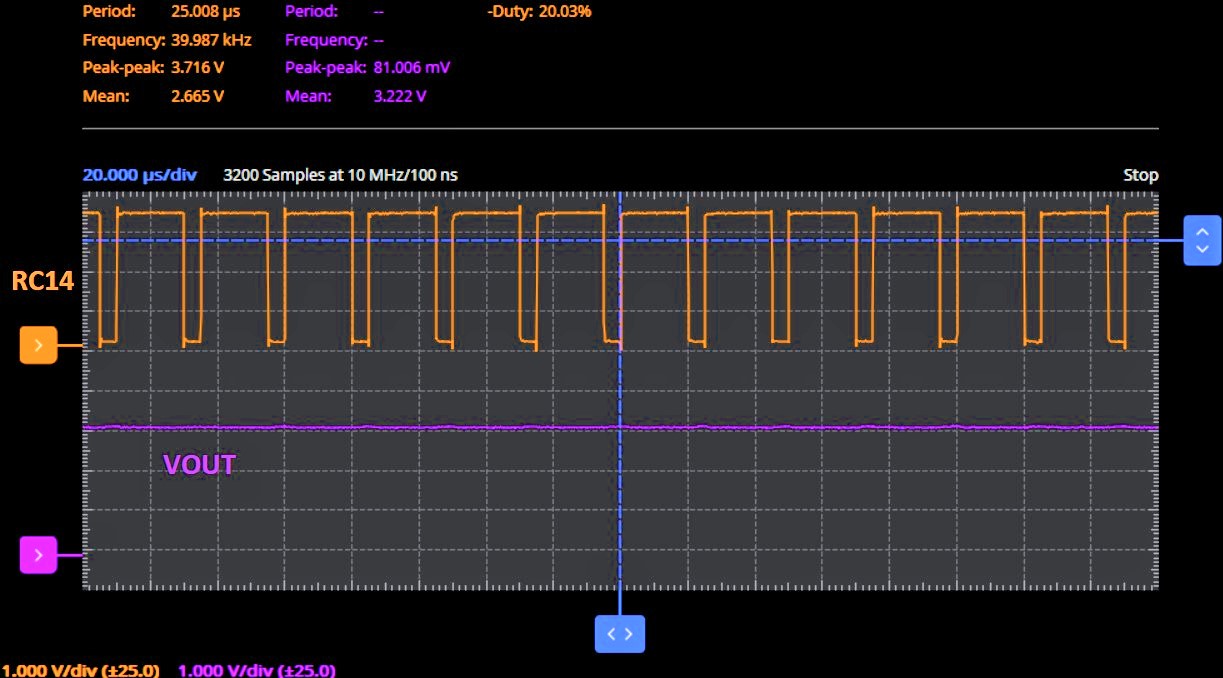 Period: 25.008 µs Period: -- -Duty: 20.03%
Frequency: 39.987 kHz Frequency: --
Peak-peak: 3.716 V Peak-peak: 81.006 mV
Mean: 2.665 V Mean: 3.222 V
20.000 µs/div 3200 Samples at 10 MHz/100 ns Stop
RC14
VOUT
1.000 V/div (±25.0) 1.000 V/div (±25.0)